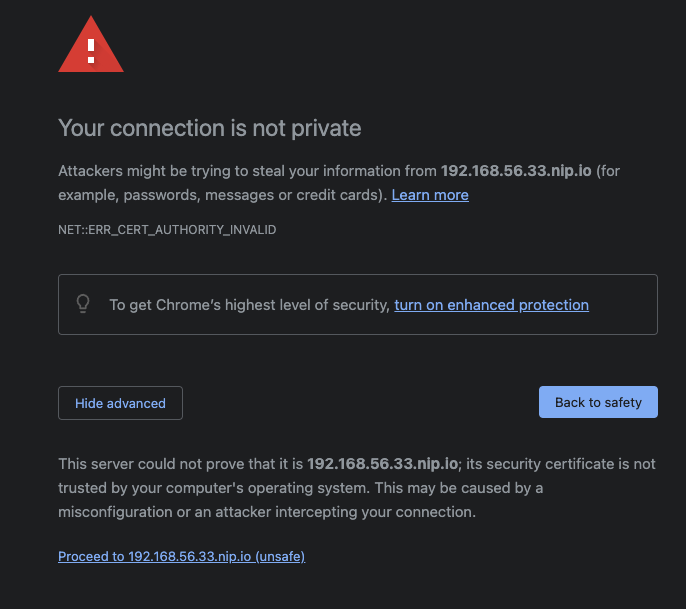 Your connection is not private
Attackers might be trying to steal your information from 192.168.56.33.nip.io (for
example, passwords, messages or credit cards). Learn more
NET::ERR_CERT_AUTHORITY_INVALID
To get Chrome’s highest level of security, turn on enhanced protection
Hide advanced
Back to safety
This server could not prove that it is 192.168.56.33.nip.io; its security certificate is not
trusted by your computer's operating system. This may be caused by a
misconfiguration or an attacker intercepting your connection.
Proceed to 192.168.56.33.nip.io (unsafe)